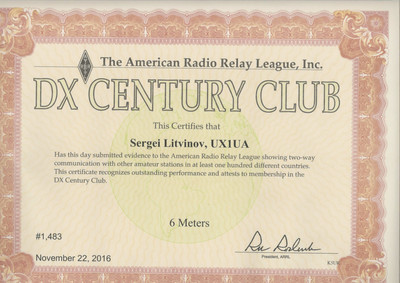 The American Radio Relay League, Inc.
DX CENTURY CLUB
This Certifies that
Sergei Litvinov, UX1UA
Has this day submitted evidence to the American Radio Relay League showing two-way
communication with other amateur stations in at least one hundred different countries.
This certificate recognizes outstanding performance and attests to membership in the
DX Century Club.
6 Meters
#1,483
President, ARRL
November 22, 2016